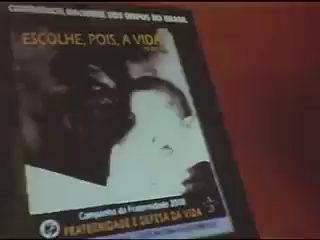 CONFERÊNCIA NACIONAL DOS BISPOS DO BRASIL
ESCOLHE, POIS, A VIDA
Campanha da Fraternidade 2008
FRATERNIDADE E DEFESA DA VIDA